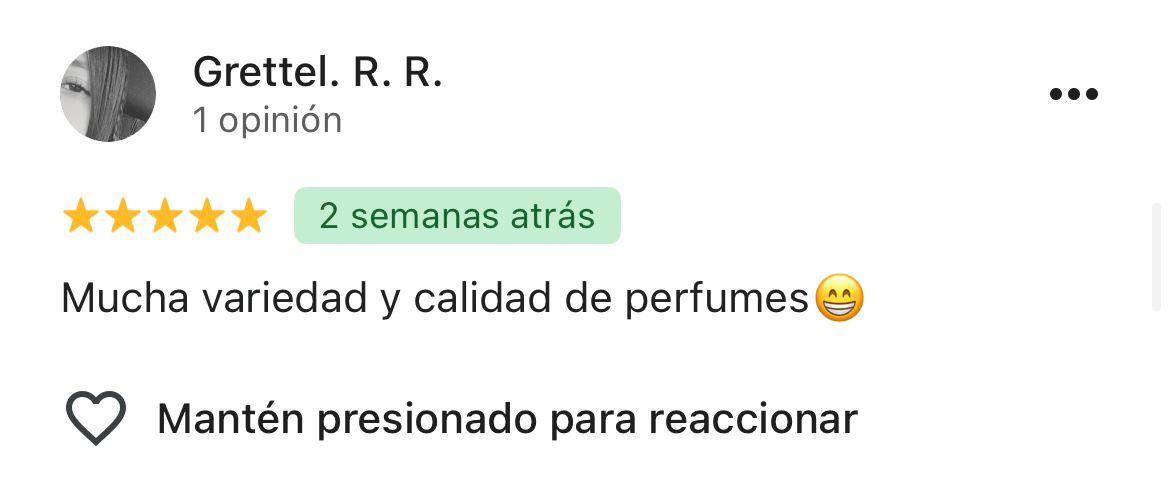 Grettel. R. R.
1 opinión
2 semanas atrás
Mucha variedad y calidad de perfumes😁
Mantén presionado para reaccionar